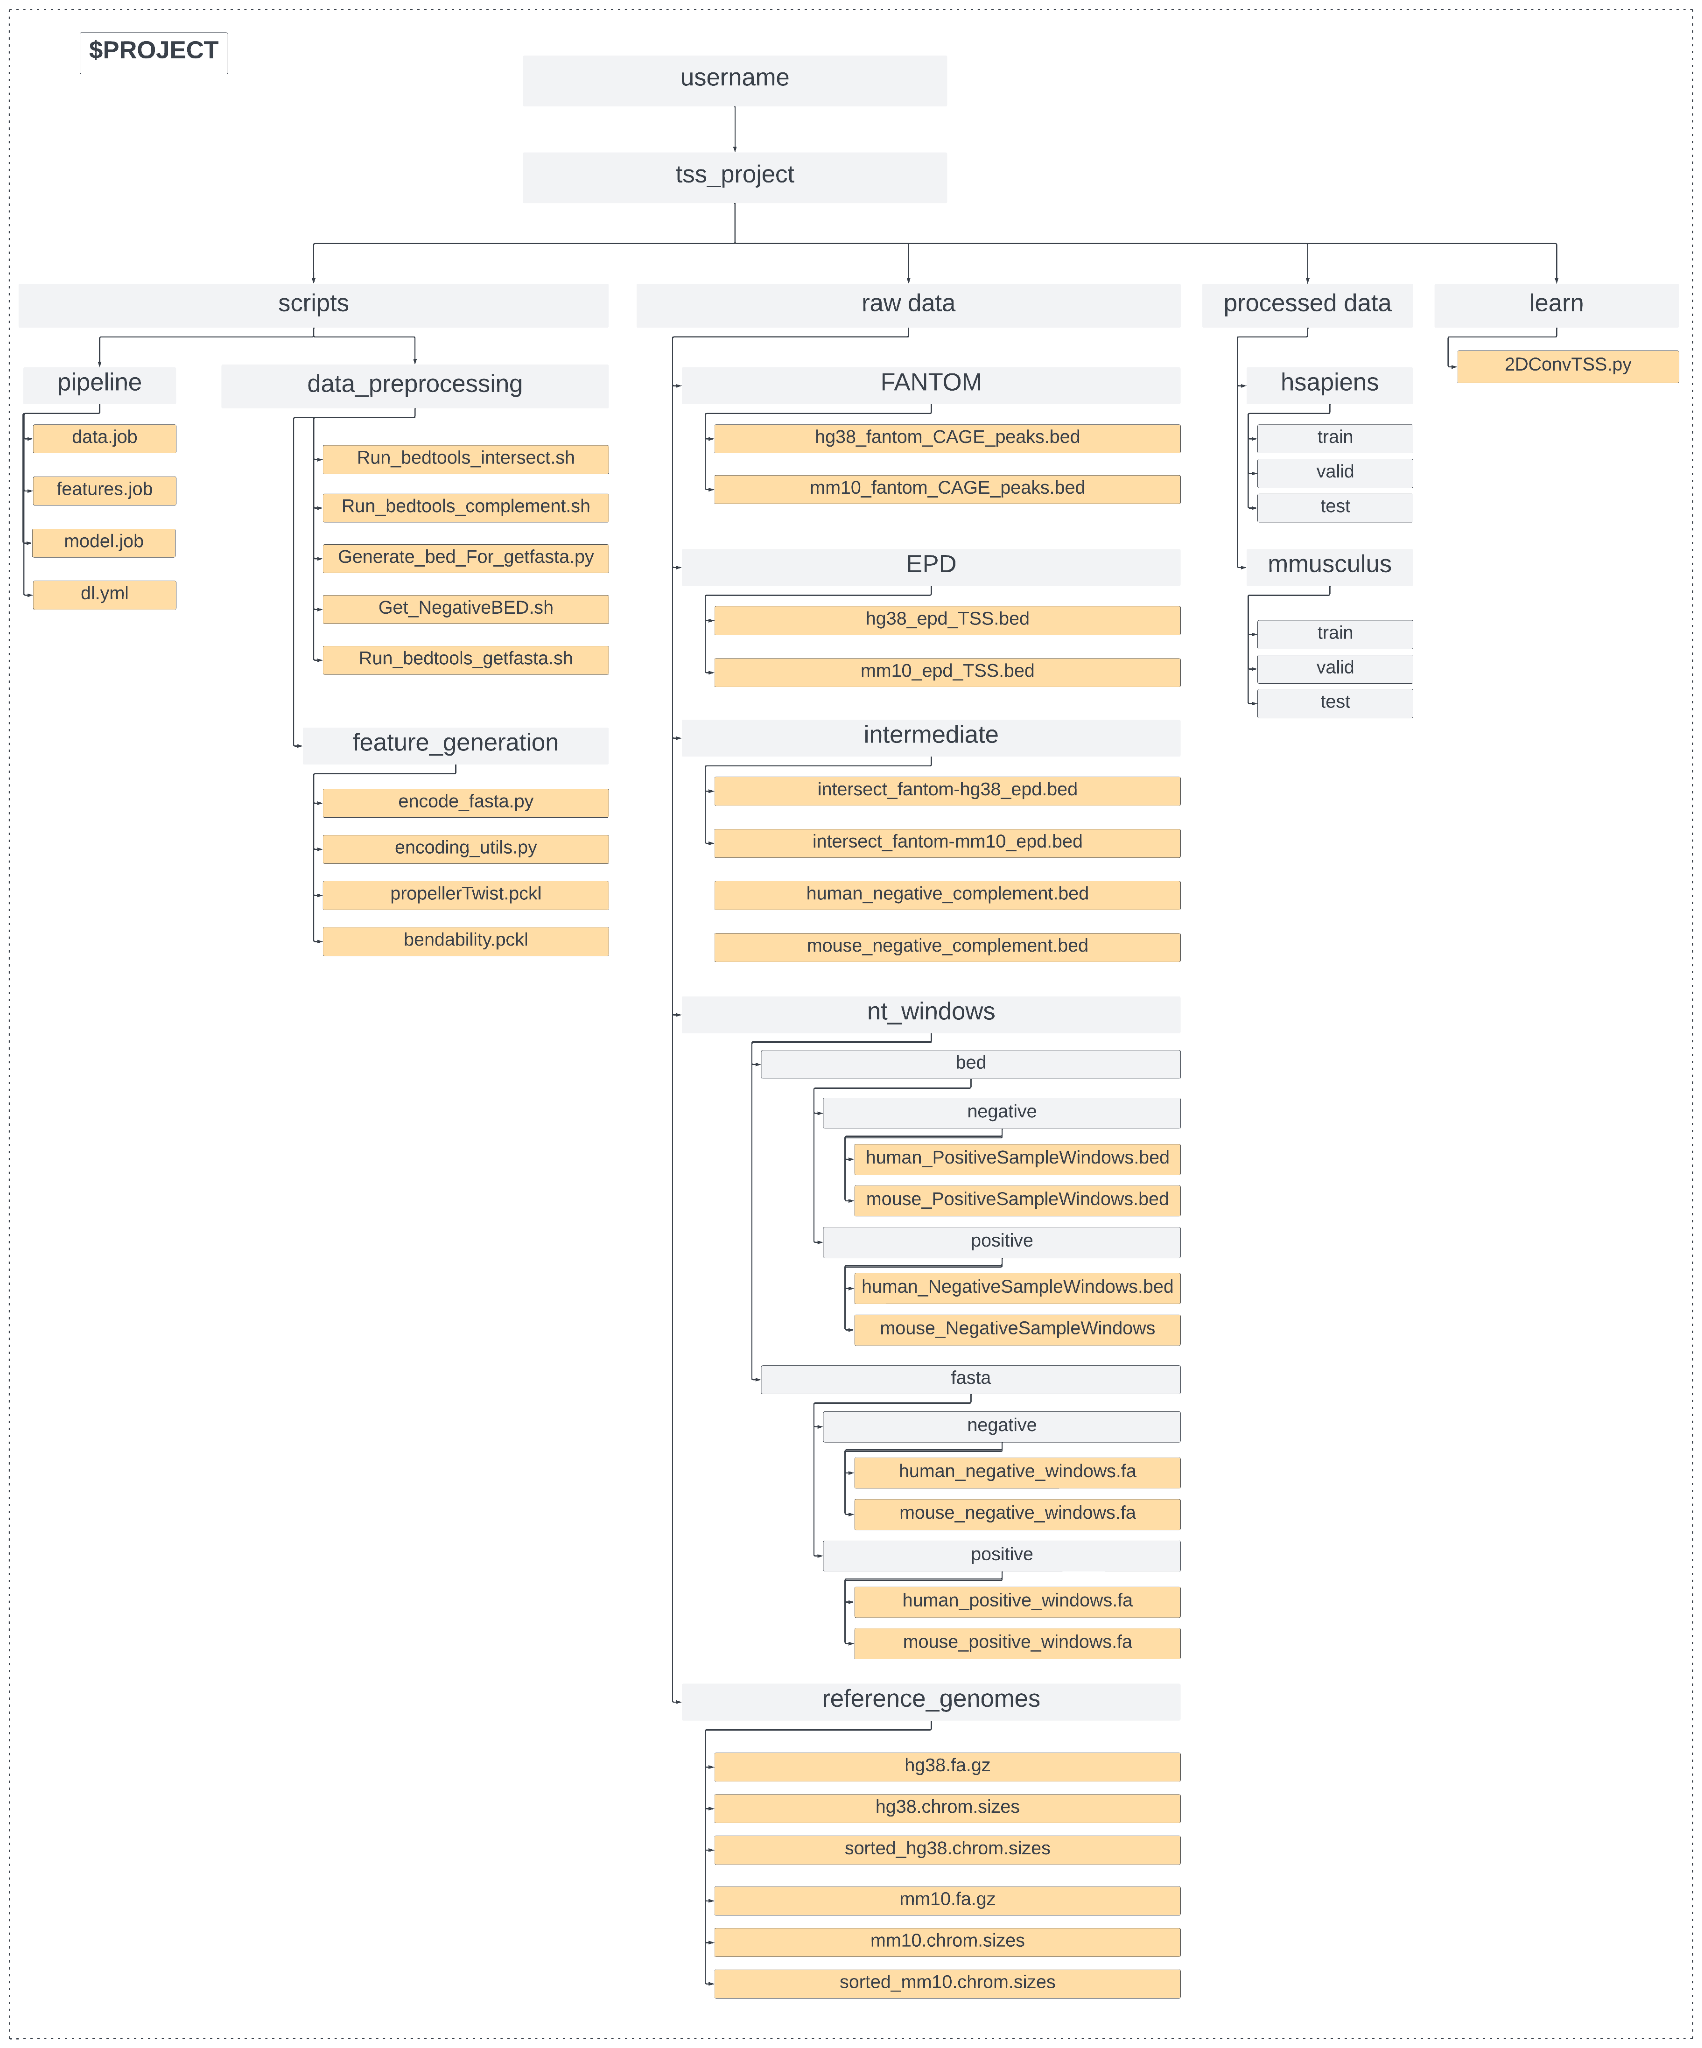 $PROJECT
username
tss_project
scripts
pipeline
data.job
features.job
model.job
dl.yml
data_preprocessing
Run_bedtools_intersect.sh
Run_bedtools_complement.sh
Generate_bed_For_getfasta.py
Get_NegativeBED.sh
Run_bedtools_getfasta.sh
feature_generation
encode_fasta.py
encoding_utils.py
propellerTwist.pckl
bendability.pckl
raw data
FANTOM
hg38_fantom_CAGE_peaks.bed
mm10_fantom_CAGE_peaks.bed
EPD
hg38_epd_TSS.bed
mm10_epd_TSS.bed
intermediate
intersect_fantom-hg38_epd.bed
intersect_fantom-mm10_epd.bed
human_negative_complement.bed
mouse_negative_complement.bed
nt_windows
bed
negative
human_PositiveSampleWindows.bed
mouse_PositiveSampleWindows.bed
positive
human_NegativeSampleWindows.bed
mouse_NegativeSampleWindows
fasta
negative
human_negative_windows.fa
mouse_negative_windows.fa
positive
human_positive_windows.fa
mouse_positive_windows.fa
reference_genomes
hg38.fa.gz
hg38.chrom.sizes
sorted_hg38.chrom.sizes
mm10.fa.gz
mm10.chrom.sizes
sorted_mm10.chrom.sizes
processed data
hsapiens
train
valid
test
mmusculus
train
valid
test
learn
2DConvTSS.py